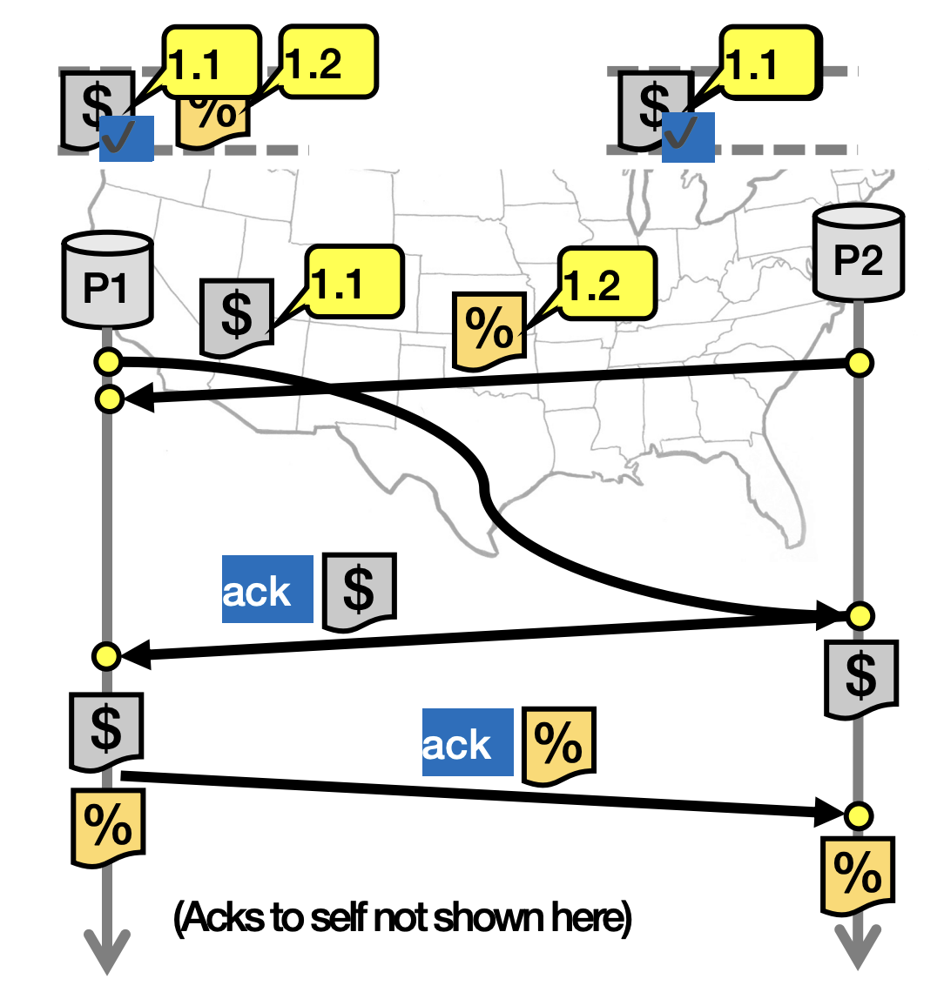 1.1
1.2
1.1
$
%
$
P1
P2
$
1.1
%
1.2
ack $
$
$
ack %
%
%
(Acks to self not shown here)